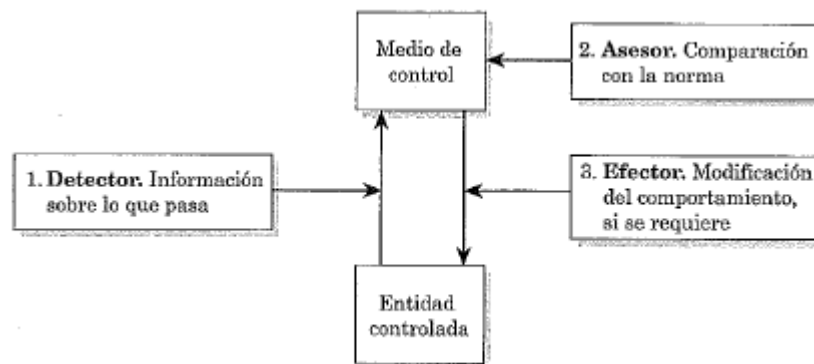 Medio de
control
2. Asesor. Comparación
con la norma
1. Detector. Información
sobre lo que pasa
3. Efector. Modificación
del comportamiento,
si se requiere
Entidad
controlada